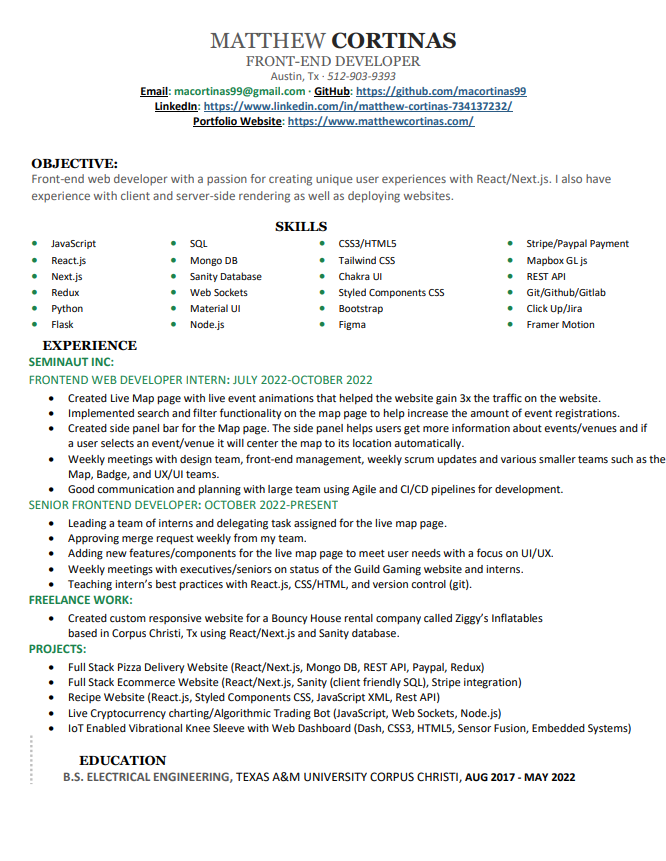 MATTHEW CORTINAS
FRONT-END DEVELOPER
Austin, Tx · 512-903-9393
Email: macortinas99@gmail.com · GitHub: https://github.com/macortinas99
LinkedIn: https://www.linkedin.com/in/matthew-cortinas-734137232/
Portfolio Website: https://www.matthewcortinas.com/
OBJECTIVE:
Front-end web developer with a passion for creating unique user experiences with React/Next.js. I also have
experience with client and server-side rendering as well as deploying websites.
SKILLS
• JavaScript • SQL • CSS3/HTML5 • Stripe/Paypal Payment
• React.js • Mongo DB • Tailwind CSS • Mapbox GL js
• Next.js • Sanity Database • Chakra UI • REST API
• Redux • Web Sockets • Styled Components CSS • Git/Github/Gitlab
• Python • Material UI • Bootstrap • Click Up/Jira
• Flask • Node.js • Figma • Framer Motion
EXPERIENCE
SEMINAUT INC:
FRONTEND WEB DEVELOPER INTERN: JULY 2022-OCTOBER 2022
• Created Live Map page with live event animations that helped the website gain 3x the traffic on the website.
• Implemented search and filter functionality on the map page to help increase the amount of event registrations.
• Created side panel bar for the Map page. The side panel helps users get more information about events/venues and if
a user selects an event/venue it will center the map to its location automatically.
• Weekly meetings with design team, front-end management, weekly scrum updates and various smaller teams such as the
Map, Badge, and UX/UI teams.
• Good communication and planning with large team using Agile and CI/CD pipelines for development.
SENIOR FRONTEND DEVELOPER: OCTOBER 2022-PRESENT
• Leading a team of interns and delegating task assigned for the live map page.
• Approving merge request weekly from my team.
• Adding new features/components for the live map page to meet user needs with a focus on UI/UX.
• Weekly meetings with executives/seniors on status of the Guild Gaming website and interns.
• Teaching intern's best practices with React.js, CSS/HTML, and version control (git).
FREELANCE WORK:
• Created custom responsive website for a Bouncy House rental company called Ziggy's Inflatables
based in Corpus Christi, Tx using React/Next.js and Sanity database.
PROJECTS:
• Full Stack Pizza Delivery Website (React/Next.js, Mongo DB, REST API, Paypal, Redux)
• Full Stack Ecommerce Website (React/Next.js, Sanity (client friendly SQL), Stripe integration)
• Recipe Website (React.js, Styled Components CSS, JavaScript XML, Rest API)
• Live Cryptocurrency charting/Algorithmic Trading Bot (JavaScript, Web Sockets, Node.js)
• IoT Enabled Vibrational Knee Sleeve with Web Dashboard (Dash, CSS3, HTML5, Sensor Fusion, Embedded Systems)
EDUCATION
B.S. ELECTRICAL ENGINEERING, TEXAS A&M UNIVERSITY CORPUS CHRISTI, AUG 2017 - MAY 2022